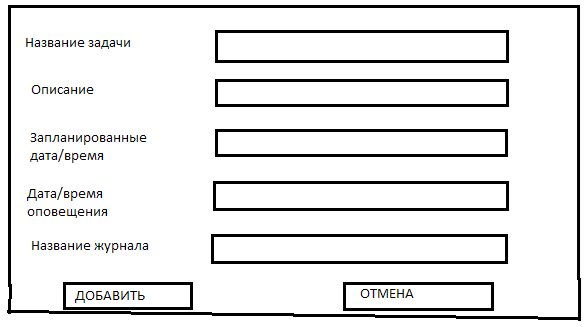 Название задачи
Описание
Запланированные
дата/время
Дата/время
оповещения
Название журнала
ДОБАВИТЬ
ОТМЕНА